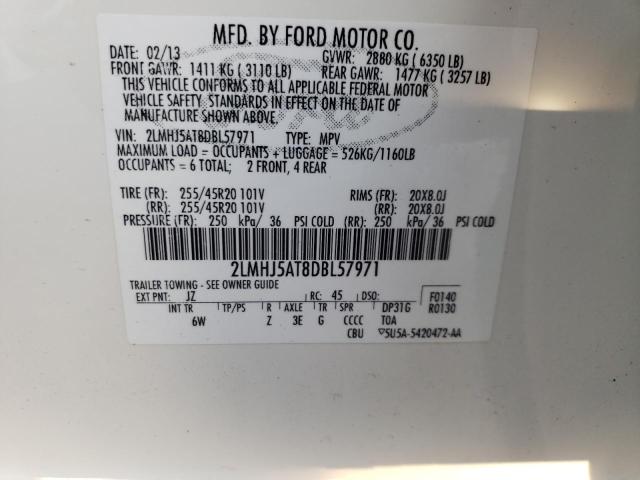 MFD. BY FORD MOTOR CO.
DATE: 02/13 GVWR: 2880 KG ( 6350 LB)
FRONT GAWR: 1411 KG ( 3110 LB) REAR GAWR: 1477 KG ( 3257 LB)
THIS VEHICLE CONFORMS TO ALL APPLICABLE FEDERAL MOTOR
VEHICLE SAFETY STANDARDS IN EFFECT ON THE DATE OF
MANUFACTURE SHOWN ABOVE.
VIN: 2LMHJ5AT8DBL57971 TYPE: MPV
MAXIMUM LOAD = OCCUPANTS + LUGGAGE = 526KG/1160LB
OCCUPANTS = 6 TOTAL; 2 FRONT, 4 REAR
TIRE (FR): 255/45R20 101V RIMS (FR): 20X8.0J
(RR): 255/45R20 101V (RR): 20X8.0J
PRESSURE (FR): 250 kPa/ 36 PSI COLD (RR): 250 kPa/ 36 PSI COLD
2LMHJ5AT8DBL57971
TRAILER TOWING - SEE OWNER GUIDE
EXT PNT: JZ RC: 45 DSO: F0140
INT TR TP/PS R AXLE TR SPR DP31G R0130
6W Z 3E G CCCC TOA
CBU 5U5A-5420472-AA